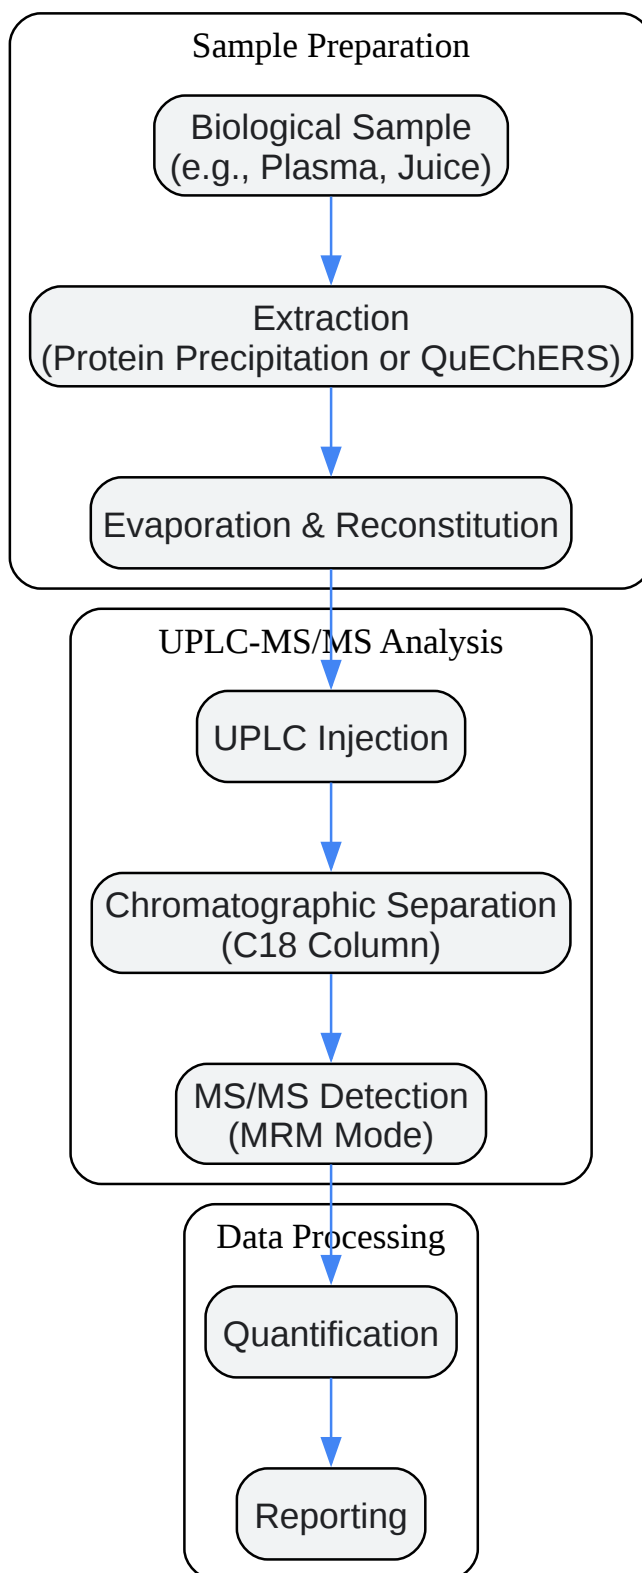 Sample Preparation
Biological Sample
(e.g., Plasma, Juice)
Extraction
(Protein Precipitation or QuEChERS)
Evaporation & Reconstitution
UPLC-MS/MS Analysis
UPLC Injection
Chromatographic Separation
(C18 Column)
MS/MS Detection
(MRM Mode)
Data Processing
Quantification
Reporting